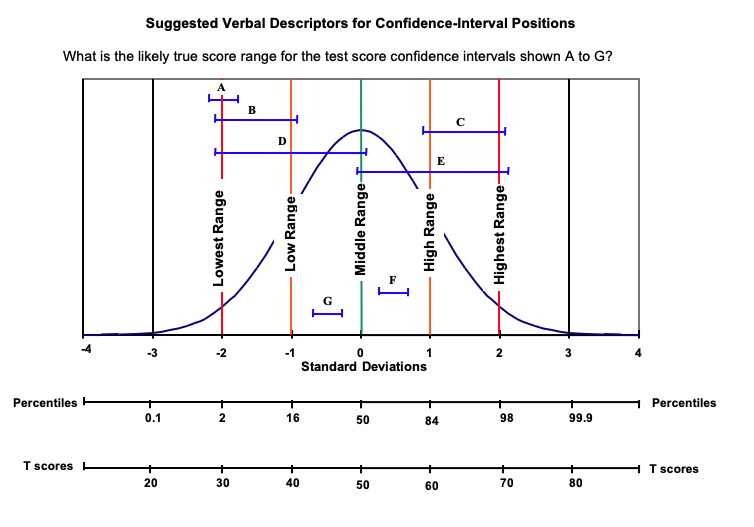 Suggested Verbal Descriptors for Confidence-Interval Positions
What is the likely true score range for the test score confidence intervals shown A to G?
A
B
C
D
E
Lowest Range
Low Range
Middle Range
High Range
Highest Range
F
G
-4 -3 -2 -1 0 1 2 3 4
Standard Deviations
Percentiles 0.1 2 16 50 84 98 99.9 Percentiles
T scores 20 30 40 50 60 70 80 T scores